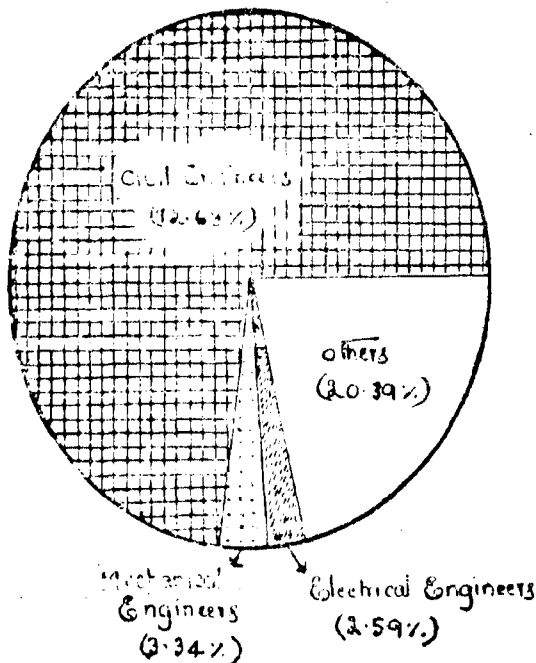 Civil Engineers
others
(20.39%)
Mechanical
Engineers
(3.34%)
Electrical Engineers
(2.59%)